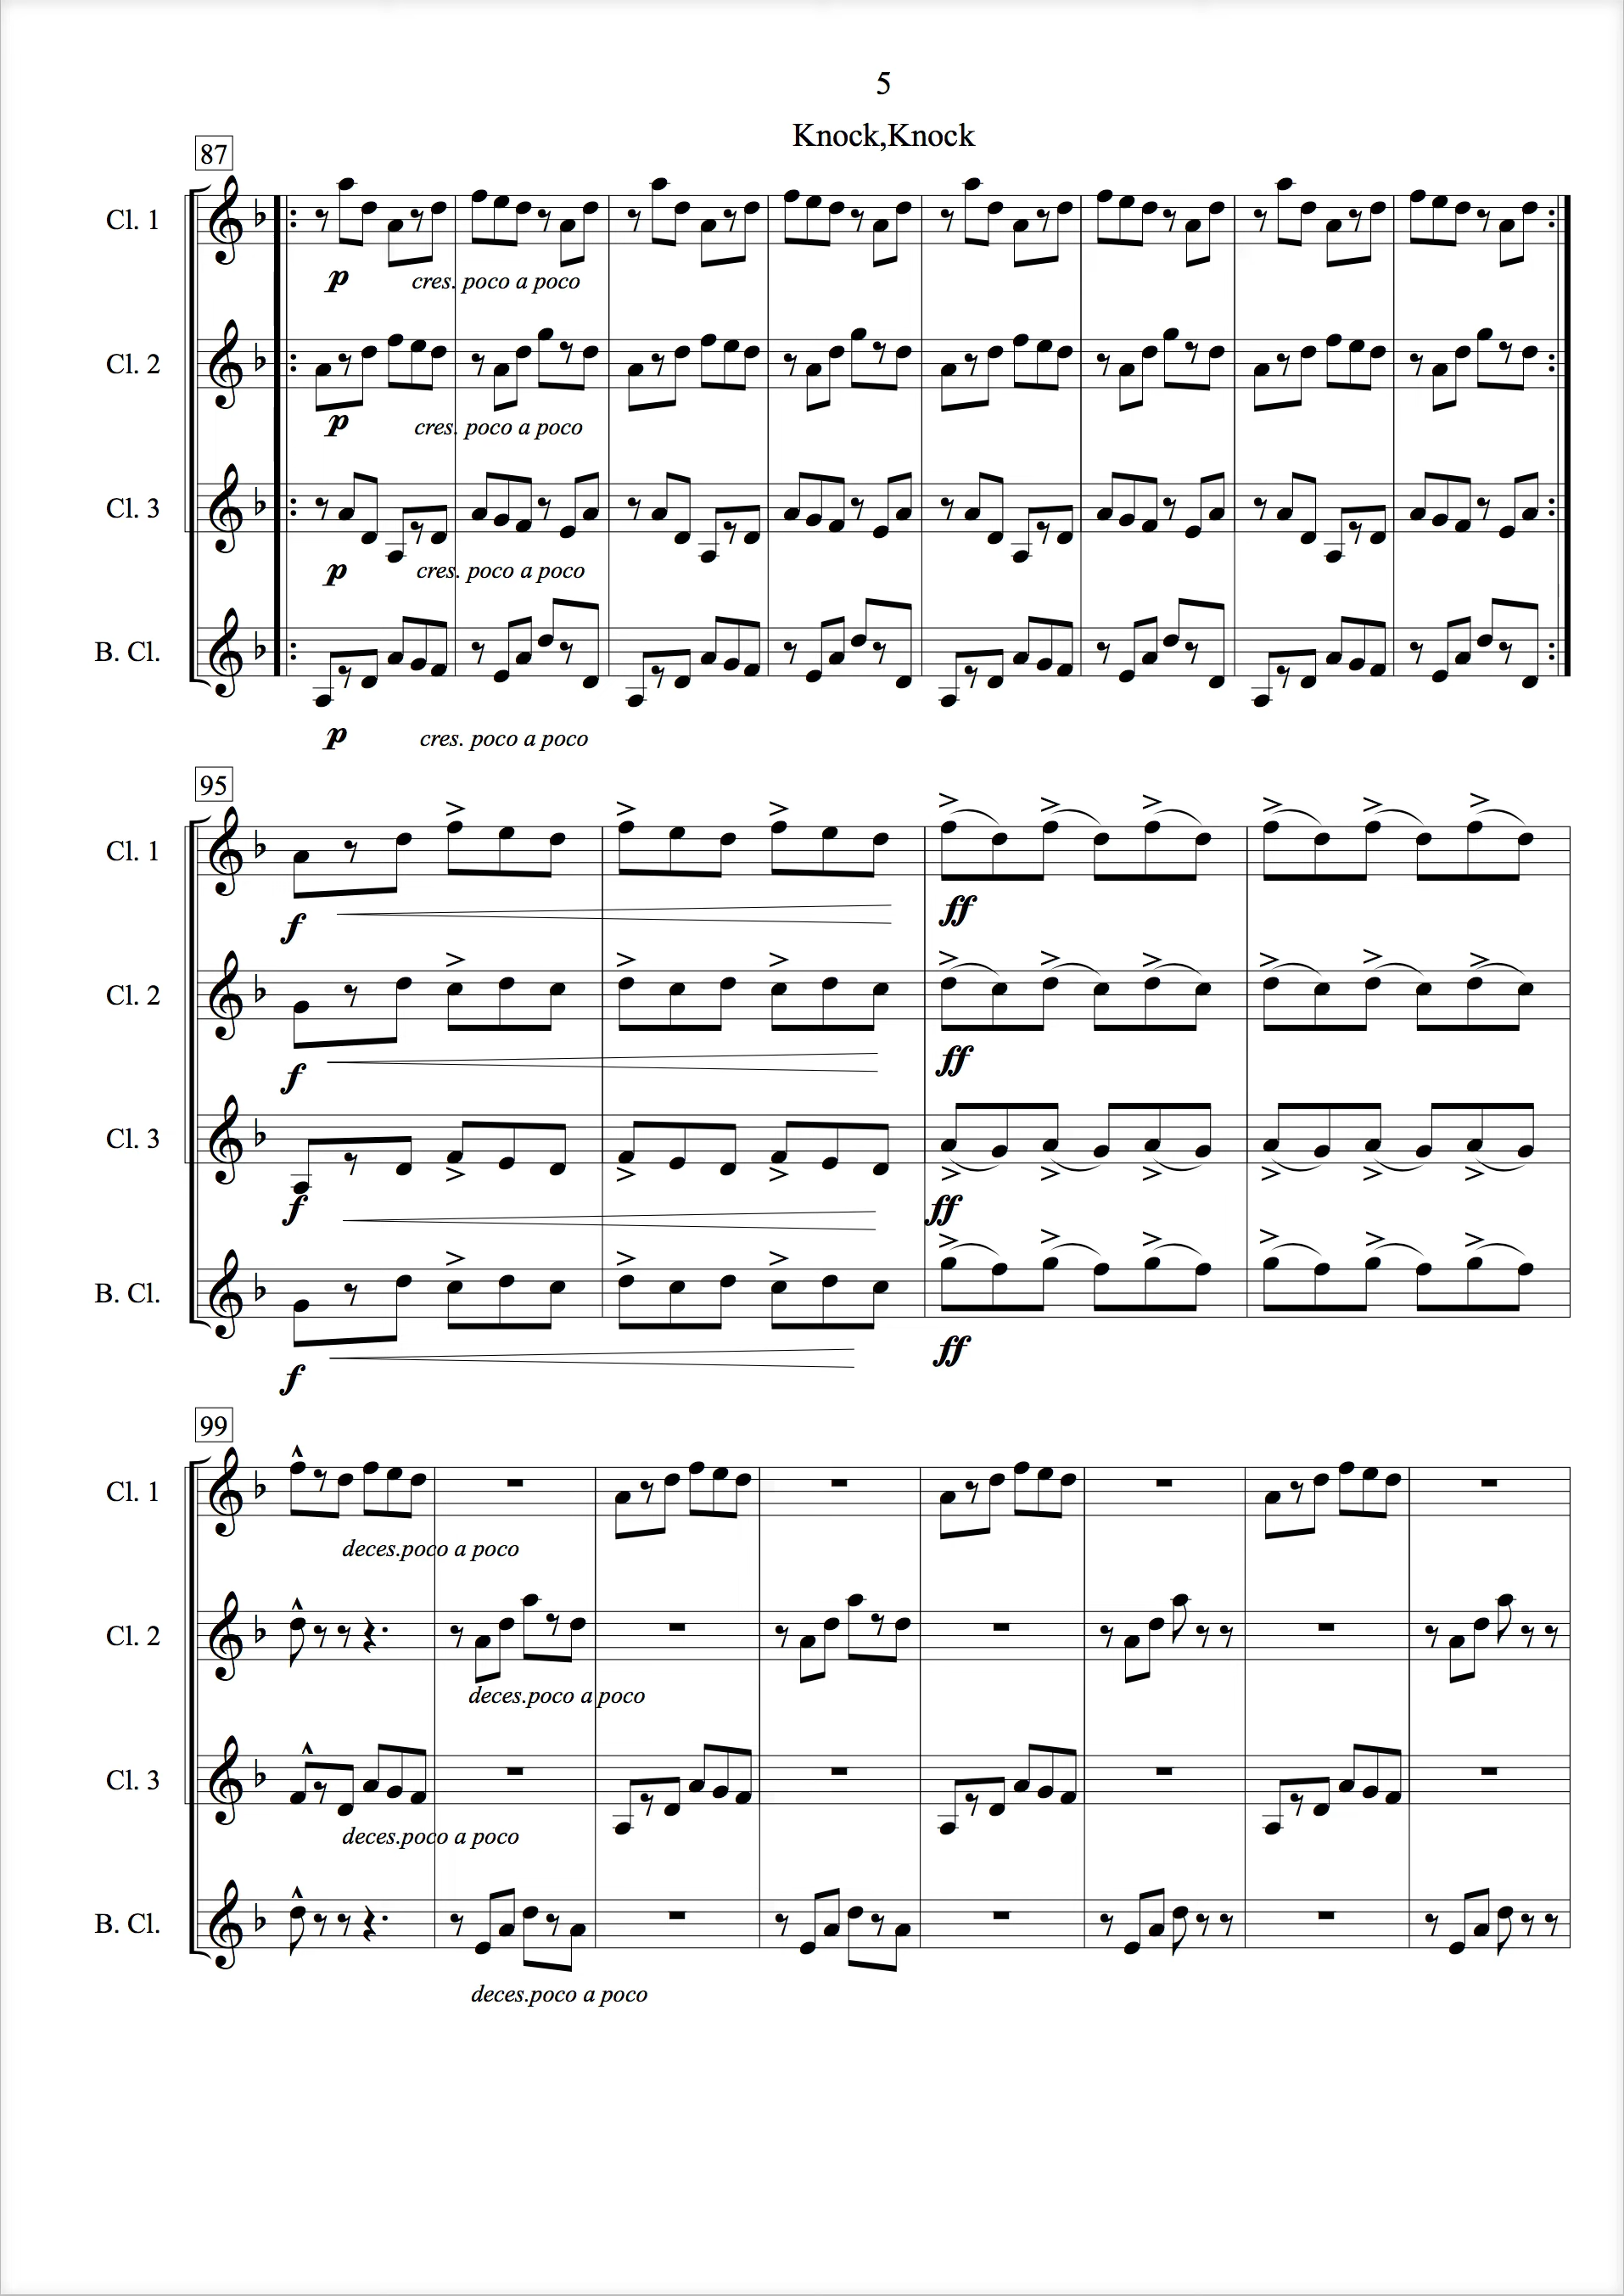 5
Knock,Knock
87
Cl. 1
p cres. poco a poco
Cl. 2
p cres. poco a poco
Cl. 3
p cres. poco a poco
B. Cl.
p cres. poco a poco
95
Cl. 1
f ff
Cl. 2
f ff
Cl. 3
f ff
B. Cl.
f ff
99
Cl. 1
deces.poco a poco
Cl. 2
deces.poco a poco
Cl. 3
deces.poco a poco
B. Cl.
deces.poco a poco